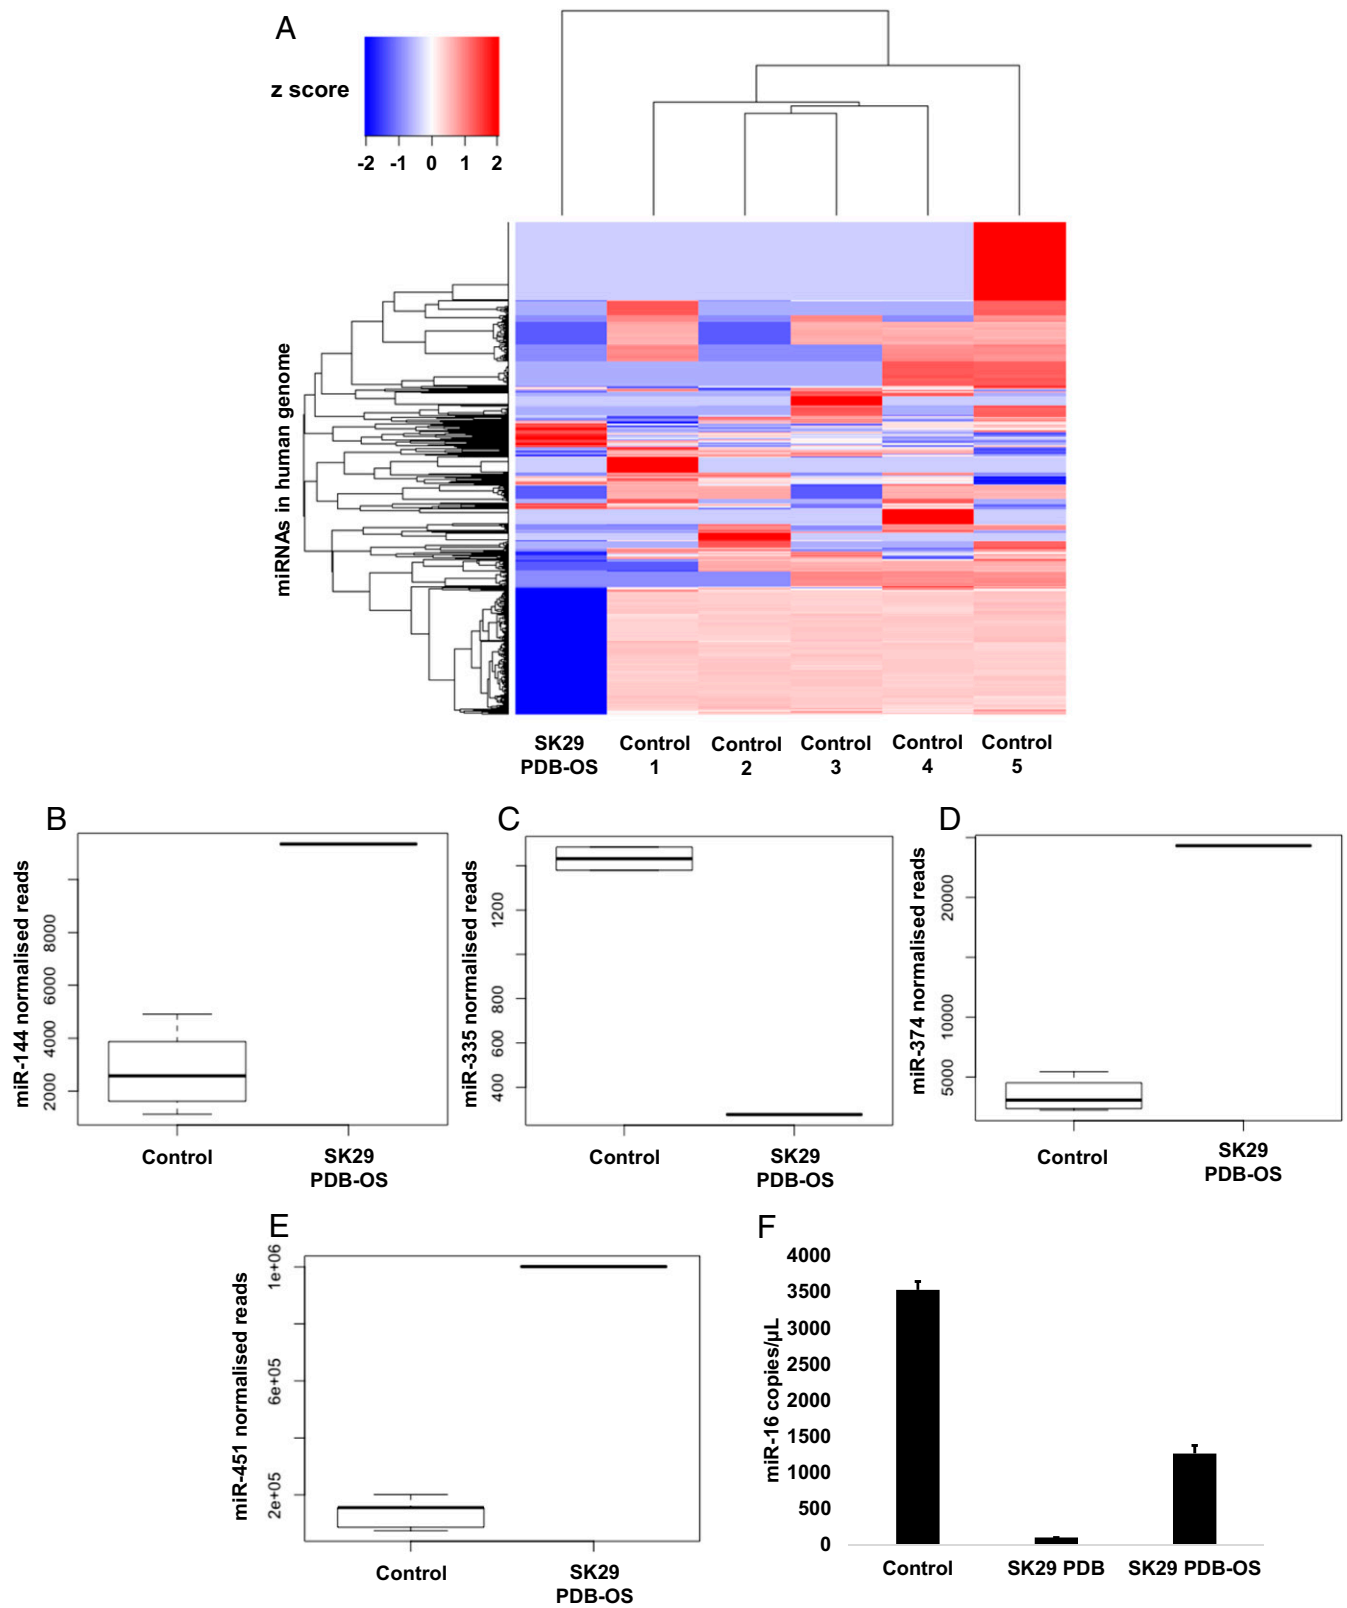 A
z score
-2 -1 0 1 2
miRNAs in human genome
SK29 PDB-OS
Control 1
Control 2
Control 3
Control 4
Control 5
B
miR-144 normalised reads
8000
6000
4000
2000
Control
SK29 PDB-OS
C
miR-335 normalised reads
1200
800
600
400
Control
SK29 PDB-OS
D
miR-374 normalised reads
20000
10000
5000
Control
SK29 PDB-OS
E
miR-451 normalised reads
1e+06
6e+05
2e+05
Control
SK29 PDB-OS
F
miR-16 copies/µL
4000
3500
3000
2500
2000
1500
1000
500
0
Control
SK29 PDB
SK29 PDB-OS